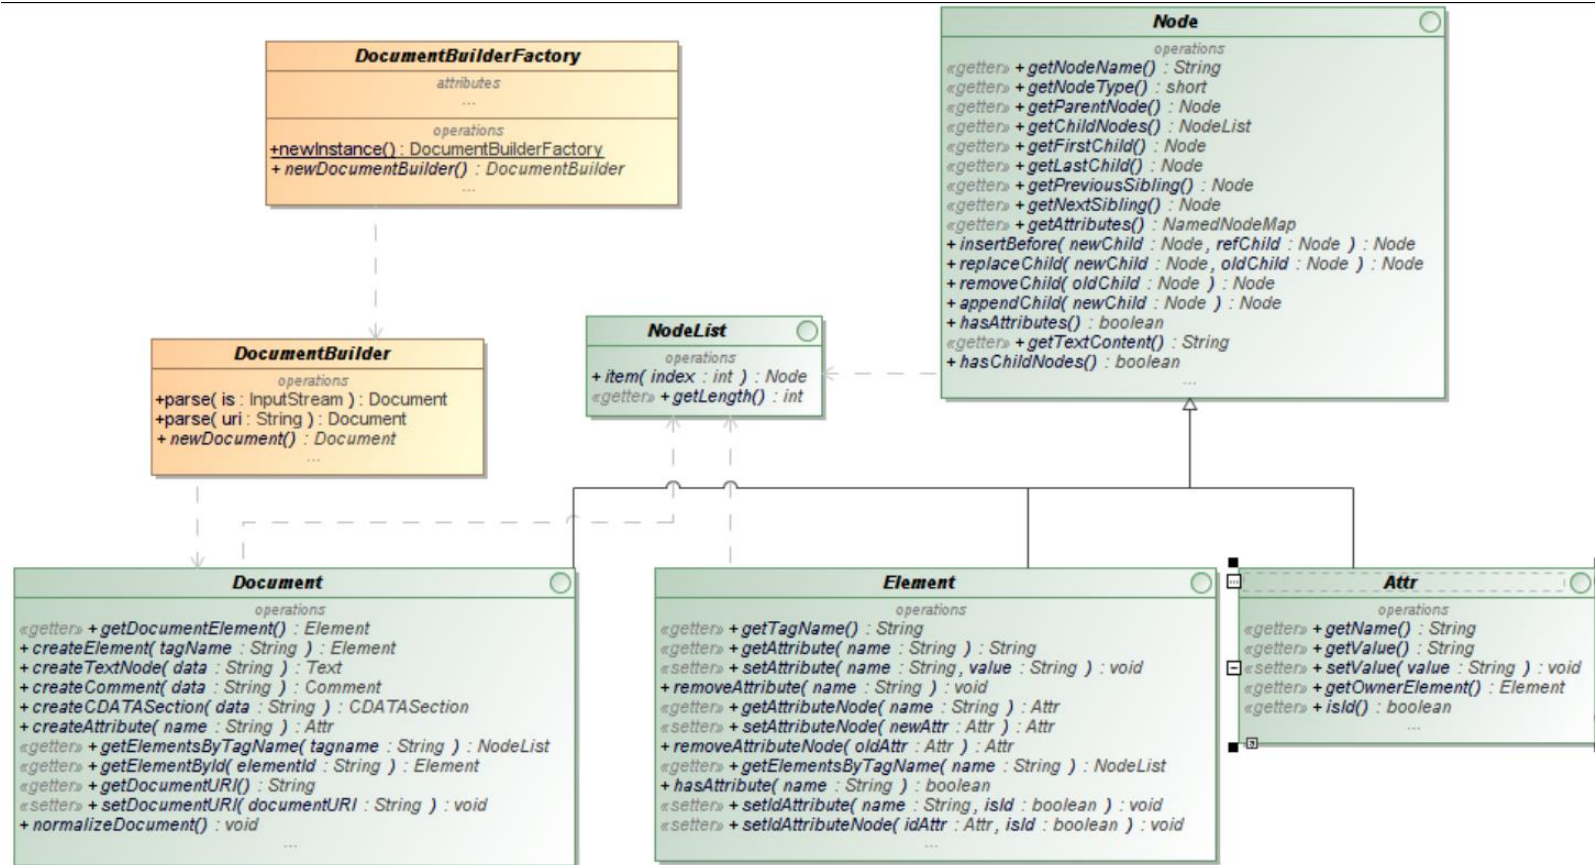 DocumentBuilderFactory
attributes
...
operations
+newInstance() : DocumentBuilderFactory
+ newDocumentBuilder() : DocumentBuilder
...
Node
operations
«getter» + getNodeName() : String
«getter» + getNodeType() : short
«getter» + getParentNode() : Node
«getter» + getChildNodes() : NodeList
«getter» + getFirstChild() : Node
«getter» + getLastChild() : Node
«getter» + getPreviousSibling() : Node
«getter» + getNextSibling() : Node
«getter» + getAttributes() : NamedNodeMap
+ insertBefore( newChild : Node, refChild : Node ) : Node
+ replaceChild( newChild : Node, oldChild : Node ) : Node
+ removeChild( oldChild : Node ) : Node
+ appendChild( newChild : Node ) : Node
+ hasAttributes() : boolean
«getter» + getTextContent() : String
+ hasChildNodes() : boolean
...
NodeList
operations
+ item( index : int ) : Node
«getter» + getLength() : int
DocumentBuilder
operations
+parse( is : InputStream ) : Document
+parse( uri : String ) : Document
+ newDocument() : Document
...
Document
operations
«getter» + getDocumentElement() : Element
+ createElement( tagName : String ) : Element
+ createTextNode( data : String ) : Text
+ createComment( data : String ) : Comment
+ createCDATASection( data : String ) : CDATASection
+ createAttribute( name : String ) : Attr
«getter» + getElementsByTagName( tagname : String ) : NodeList
«getter» + getElementById( elementId : String ) : Element
«getter» + getDocumentURI() : String
«setter» + setDocumentURI( documentURI : String ) : void
+ normalizeDocument() : void
...
Element
operations
«getter» + getTagName() : String
«getter» + getAttribute( name : String ) : String
«setter» + setAttribute( name : String, value : String ) : void
+ removeAttribute( name : String ) : void
«getter» + getAttributeNode( name : String ) : Attr
«setter» + setAttributeNode( newAttr : Attr ) : Attr
+ removeAttributeNode( oldAttr : Attr ) : Attr
«getter» + getElementsByTagName( name : String ) : NodeList
+ hasAttribute( name : String ) : boolean
«setter» + setIdAttribute( name : String, isId : boolean ) : void
«setter» + setIdAttributeNode( idAttr : Attr, isId : boolean ) : void
...
Attr
operations
«getter» + getName() : String
«getter» + getValue() : String
«setter» + setValue( value : String ) : void
«getter» + getOwnerElement() : Element
«getter» + isId() : boolean
...